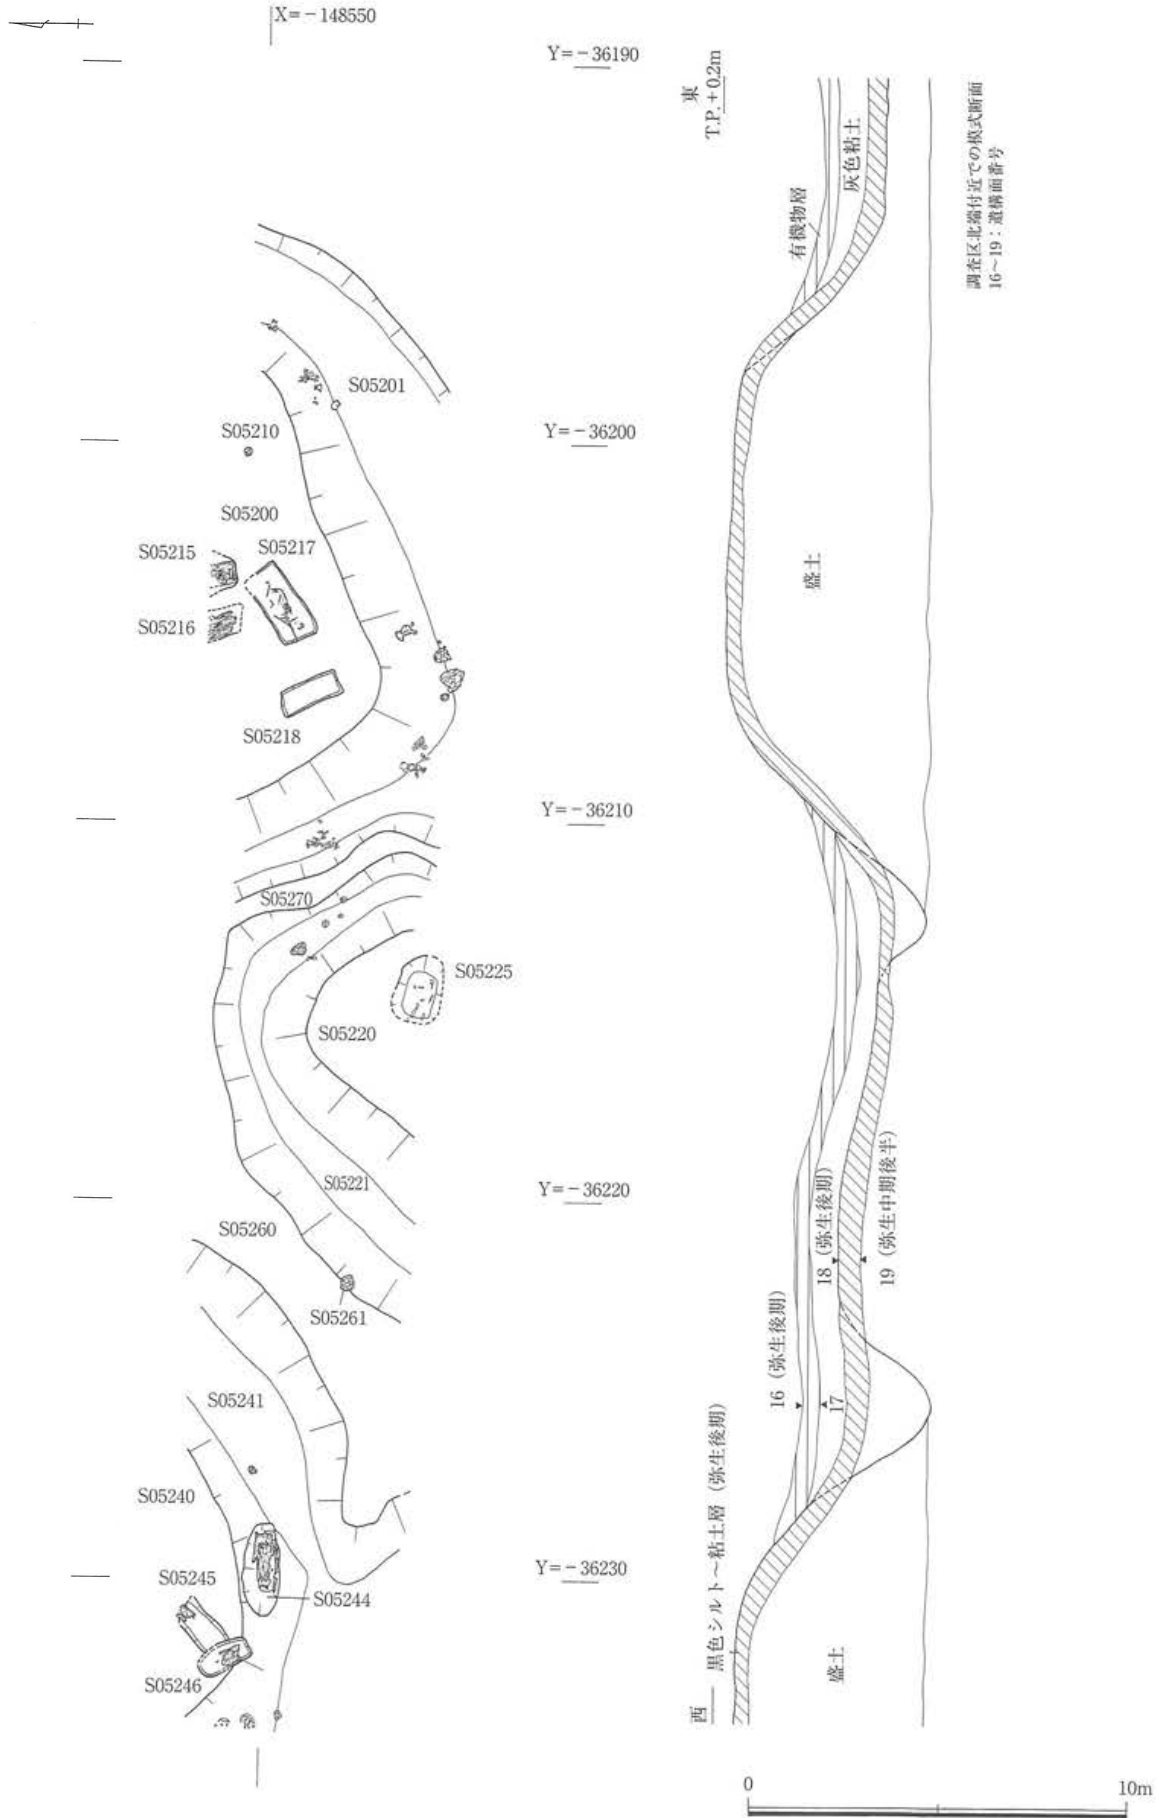 X=−148550
Y=−36190
東
T.P.+0.2m
調査区北端付近での模式断面
16～19：遺構面番号
灰色粘土
有機物層
S05201
S05210
Y=−36200
S05200
S05215
S05217
S05216
盛土
S05218
Y=−36210
S05270
S05225
S05220
S05221
Y=−36220
S05260
18（弥生後期）
19（弥生中期後半）
S05261
16（弥生後期）
17
S05241
S05240
黒色シルト～粘土層（弥生後期）
Y=−36230
S05245
S05244
S05246
盛土
西
0
10m